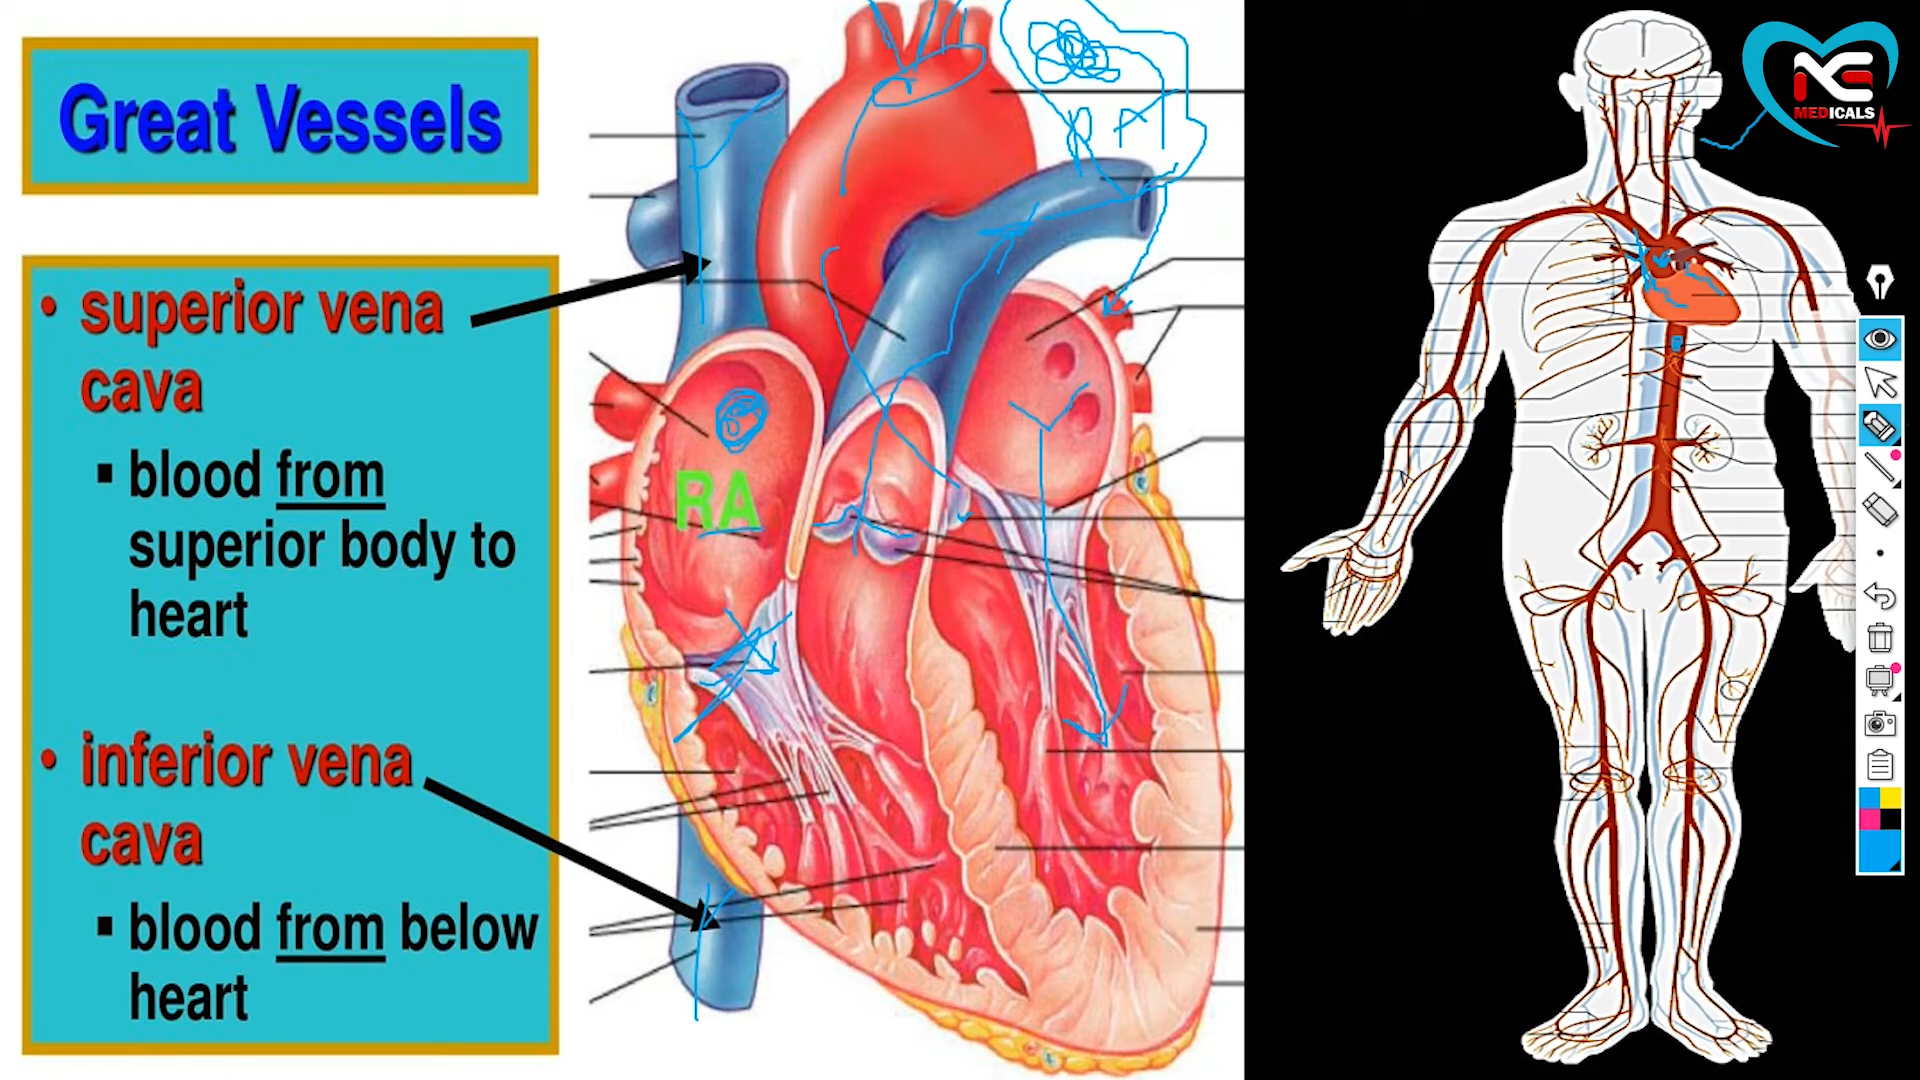 Great Vessels
• superior vena
cava
▪ blood from
superior body to
heart
• inferior vena
cava
▪ blood from below
heart
RA
MEDICALS